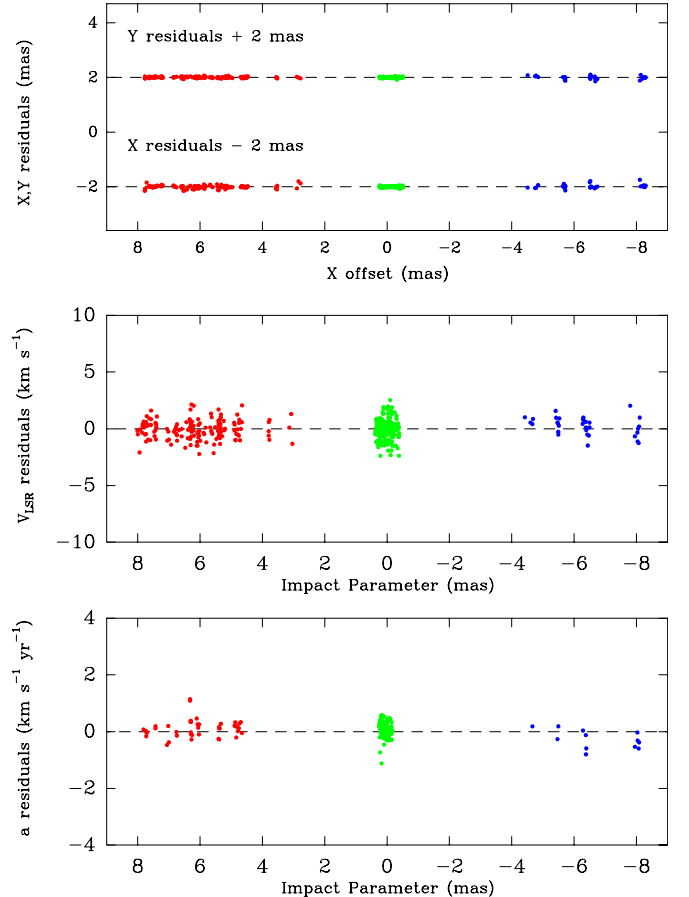 4
2
0
−2
X,Y residuals (mas)
Y residuals + 2 mas
X residuals − 2 mas
8 6 4 2 0 −2 −4 −6 −8
X offset (mas)
10
5
0
−5
−10
V_LSR residuals (km s⁻¹)
8 6 4 2 0 −2 −4 −6 −8
Impact Parameter (mas)
4
2
0
−2
−4
a residuals (km s⁻¹ yr⁻¹)
8 6 4 2 0 −2 −4 −6 −8
Impact Parameter (mas)